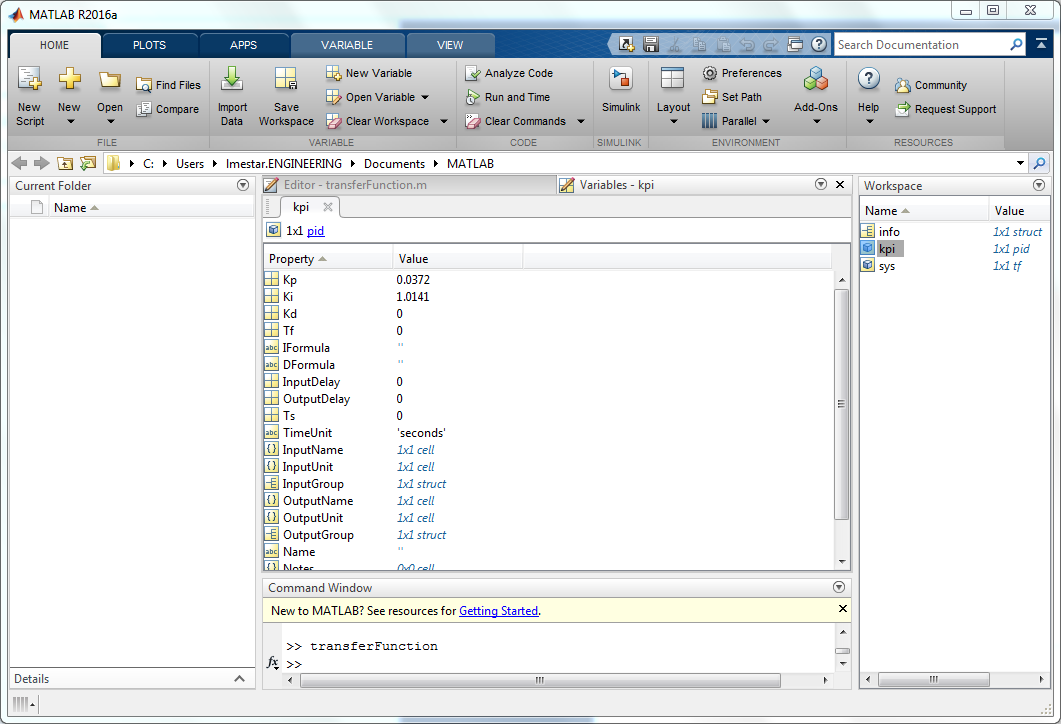 MATLAB R2016a
HOME PLOTS APPS VARIABLE VIEW
Search Documentation
New Script
New
Open
Find Files
Compare
FILE
Import Data
Save Workspace
New Variable
Open Variable
Clear Workspace
VARIABLE
Analyze Code
Run and Time
Clear Commands
CODE
Simulink
SIMULINK
Layout
Preferences
Set Path
Parallel
Add-Ons
ENVIRONMENT
Help
Community
Request Support
RESOURCES
C: Users lmestar.ENGINEERING Documents MATLAB
Current Folder
Name
Details
Editor - transferFunction.m
Variables - kpi
kpi
1x1 pid
Property Value
Kp 0.0372
Ki 1.0141
Kd 0
Tf 0
abc IFormula ''
abc DFormula ''
InputDelay 0
OutputDelay 0
Ts 0
abc TimeUnit 'seconds'
{} InputName 1x1 cell
{} InputUnit 1x1 cell
InputGroup 1x1 struct
{} OutputName 1x1 cell
{} OutputUnit 1x1 cell
OutputGroup 1x1 struct
abc Name ''
{} Notes 0x0 cell
Command Window
New to MATLAB? See resources for Getting Started.
>> transferFunction
fx >>
Workspace
Name Value
info 1x1 struct
kpi 1x1 pid
sys 1x1 tf